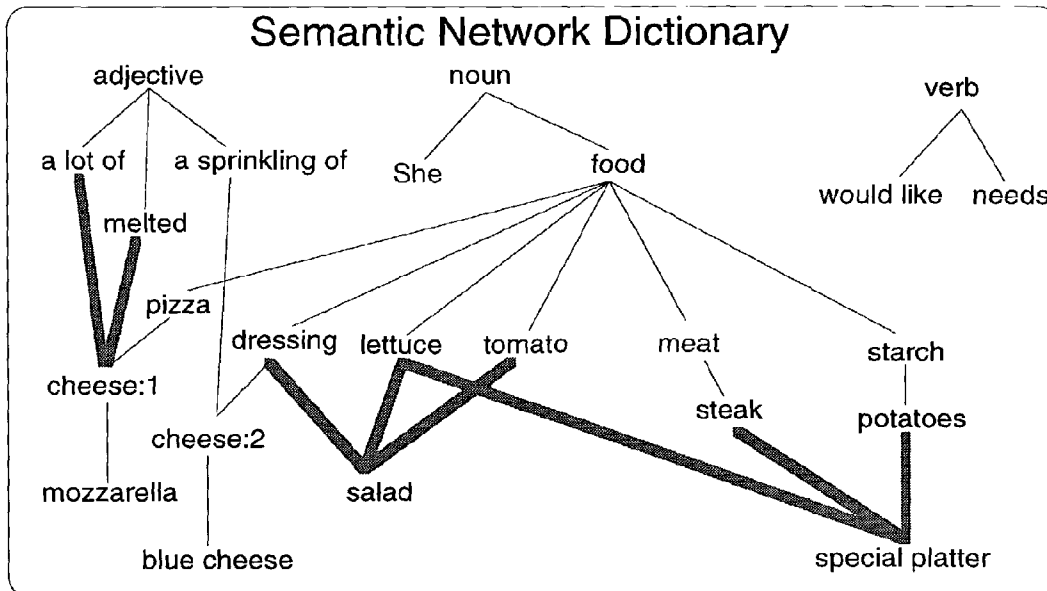 Semantic Network Dictionary
adjective
noun
verb
a lot of
a sprinkling of
She
food
would like
needs
melted
pizza
dressing
lettuce
tomato
meat
starch
cheese:1
steak
potatoes
cheese:2
mozzarella
salad
blue cheese
special platter